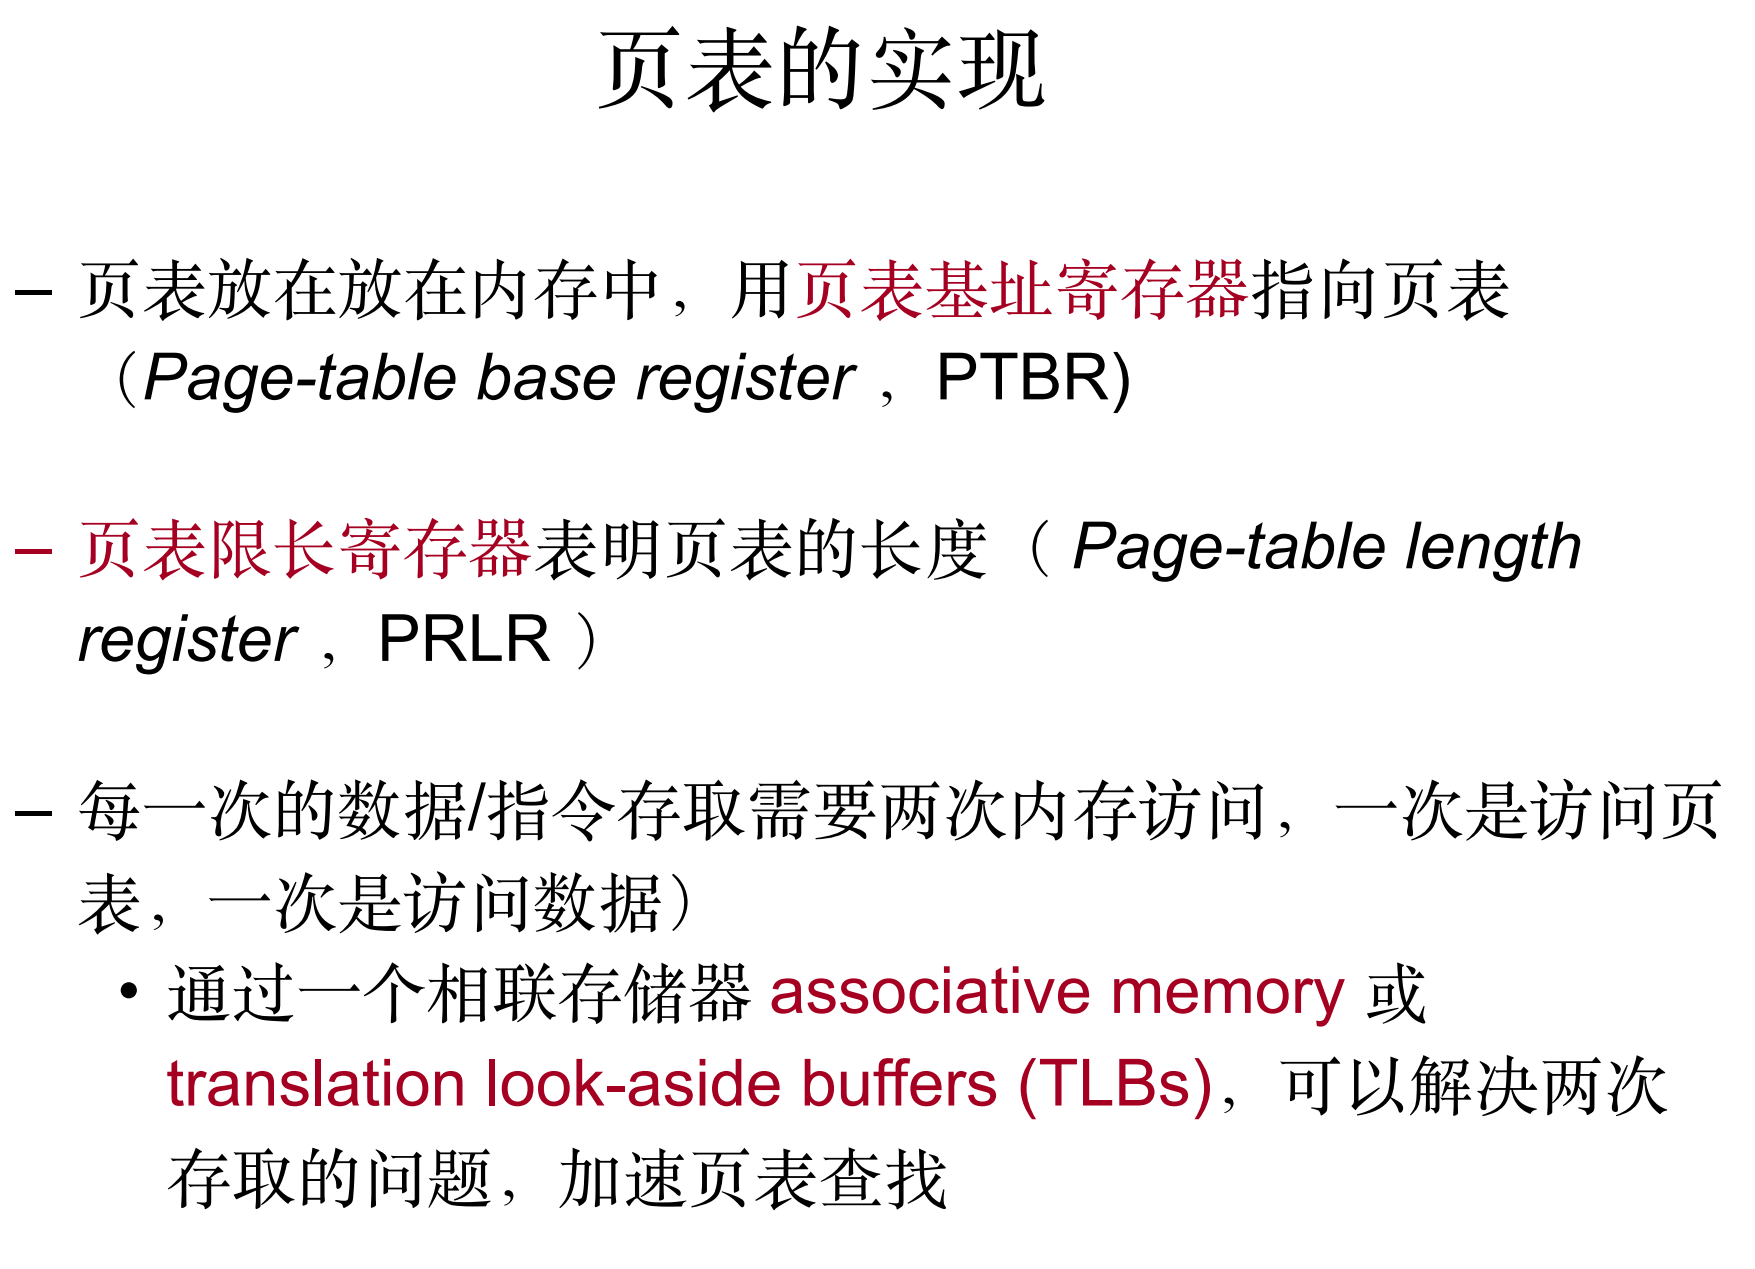 页表的实现
– 页表放在放在内存中，用页表基址寄存器指向页表
（Page-table base register ，PTBR)
– 页表限长寄存器表明页表的长度（ Page-table length
register ，PRLR ）
– 每一次的数据/指令存取需要两次内存访问，一次是访问页
表，一次是访问数据）
• 通过一个相联存储器 associative memory 或
translation look-aside buffers (TLBs)，可以解决两次
存取的问题，加速页表查找